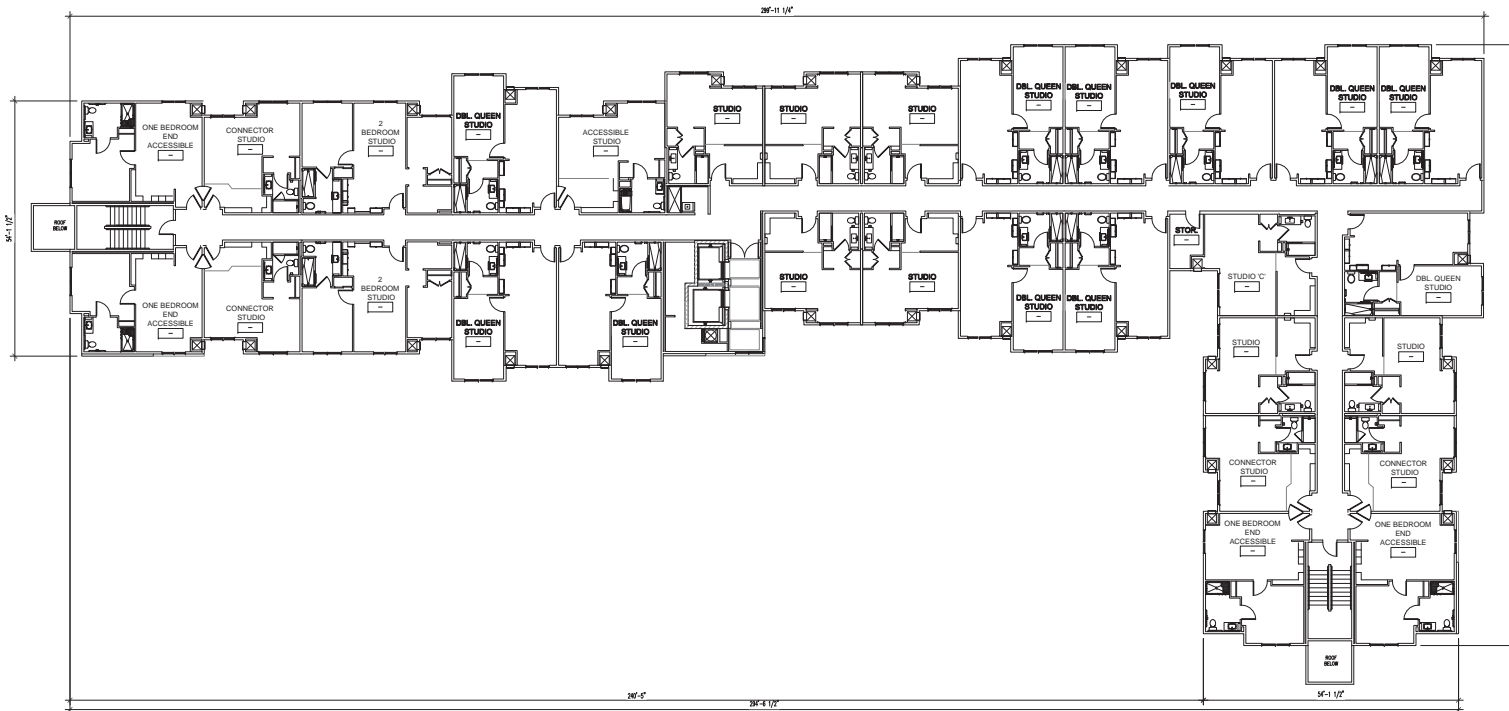 299'-11 1/4"
DBL. QUEEN
STUDIO
-
DBL. QUEEN
STUDIO
-
DBL. QUEEN
STUDIO
-
DBL. QUEEN
STUDIO
-
DBL. QUEEN
STUDIO
-
STUDIO
-
STUDIO
-
STUDIO
-
DBL. QUEEN
STUDIO
-
ONE BEDROOM
END
ACCESSIBLE
-
CONNECTOR
STUDIO
-
2
BEDROOM
STUDIO
-
ACCESSIBLE
STUDIO
-
54'-1 1/2"
ROOF
BELOW
STOR.
-
ONE BEDROOM
END
ACCESSIBLE
-
CONNECTOR
STUDIO
-
2
BEDROOM
STUDIO
-
DBL. QUEEN
STUDIO
-
DBL. QUEEN
STUDIO
-
STUDIO
-
STUDIO
-
DBL. QUEEN
STUDIO
-
DBL. QUEEN
STUDIO
-
STUDIO 'C'
-
DBL. QUEEN
STUDIO
-
STUDIO
-
STUDIO
-
CONNECTOR
STUDIO
-
CONNECTOR
STUDIO
-
ONE BEDROOM
END
ACCESSIBLE
-
ONE BEDROOM
END
ACCESSIBLE
-
ROOF
BELOW
240'-5"
54'-1 1/2"
294'-6 1/2"